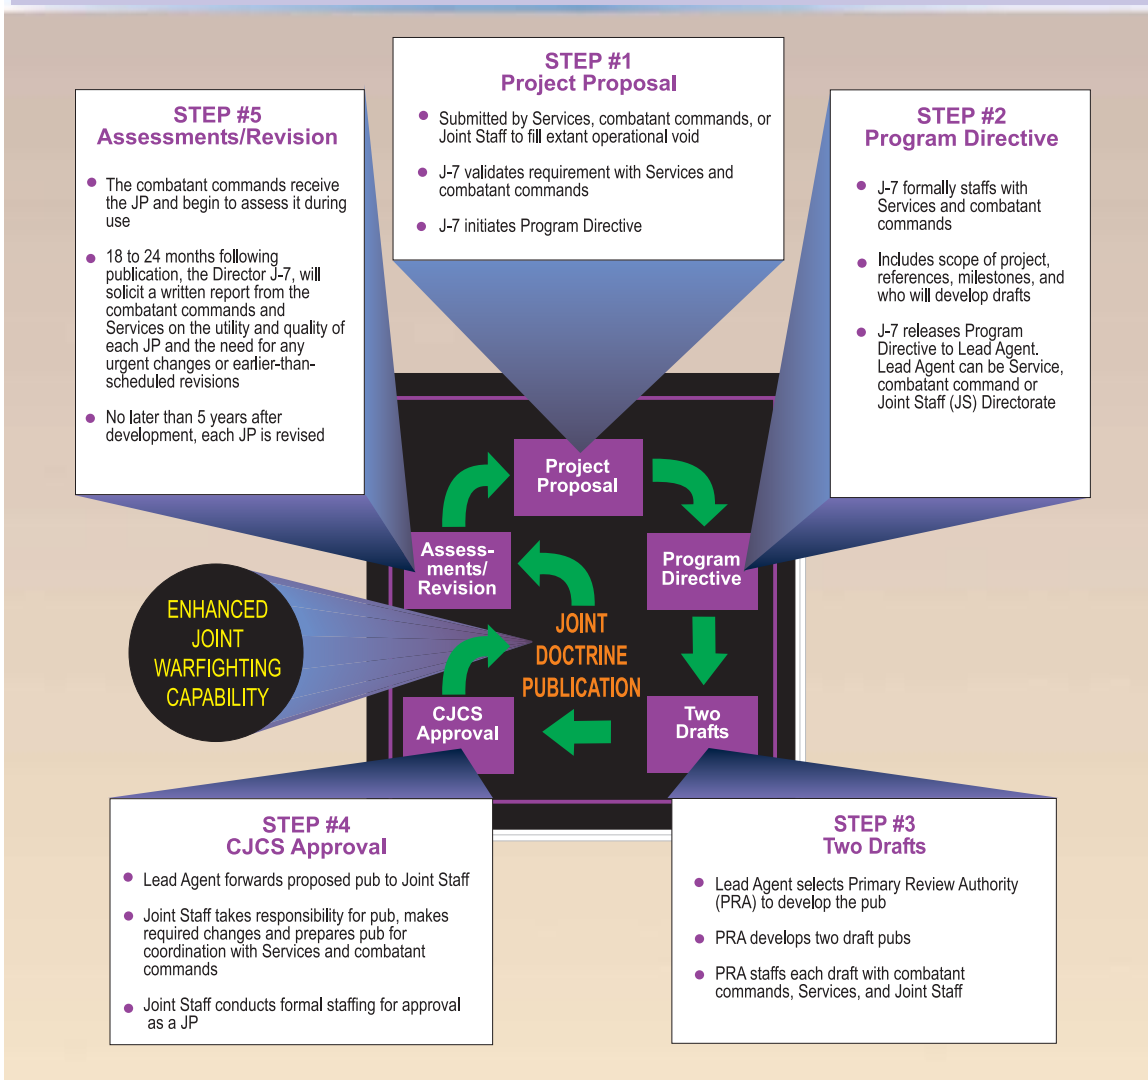 STEP #1
Project Proposal
Submitted by Services, combatant commands, or
Joint Staff to fill extant operational void
J-7 validates requirement with Services and
combatant commands
J-7 initiates Program Directive
STEP #2
Program Directive
J-7 formally staffs with
Services and combatant
commands
Includes scope of project,
references, milestones, and
who will develop drafts
J-7 releases Program
Directive to Lead Agent.
Lead Agent can be Service,
combatant command or
Joint Staff (JS) Directorate
STEP #3
Two Drafts
Lead Agent selects Primary Review Authority
(PRA) to develop the pub
PRA develops two draft pubs
PRA staffs each draft with combatant
commands, Services, and Joint Staff
STEP #4
CJCS Approval
Lead Agent forwards proposed pub to Joint Staff
Joint Staff takes responsibility for pub, makes
required changes and prepares pub for
coordination with Services and combatant
commands
Joint Staff conducts formal staffing for approval
as a JP
STEP #5
Assessments/Revision
The combatant commands receive
the JP and begin to assess it during
use
18 to 24 months following
publication, the Director J-7, will
solicit a written report from the
combatant commands and
Services on the utility and quality of
each JP and the need for any
urgent changes or earlier-than-
scheduled revisions
No later than 5 years after
development, each JP is revised
Project
Proposal
Program
Directive
Two
Drafts
CJCS
Approval
Assess-
ments/
Revision
JOINT
DOCTRINE
PUBLICATION
ENHANCED
JOINT
WARFIGHTING
CAPABILITY